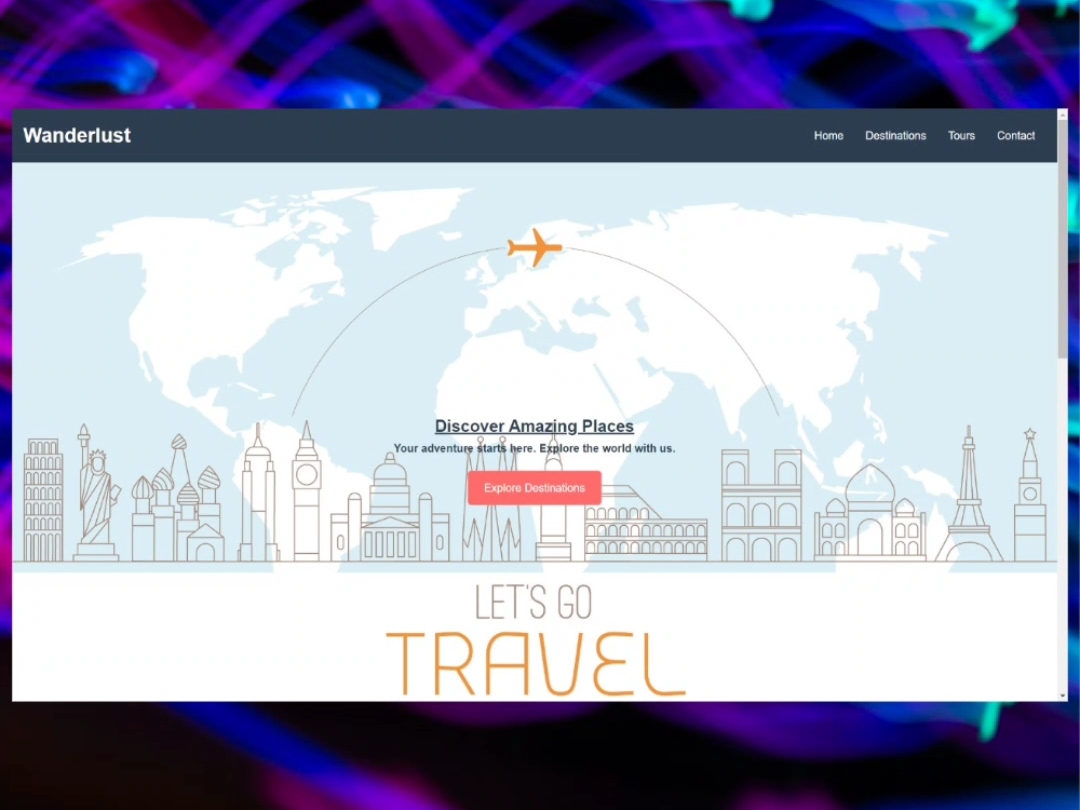 Wanderlust
Home Destinations Tours Contact
Discover Amazing Places
Your adventure starts here. Explore the world with us.
Explore Destinations
LET'S GO
TRAVEL